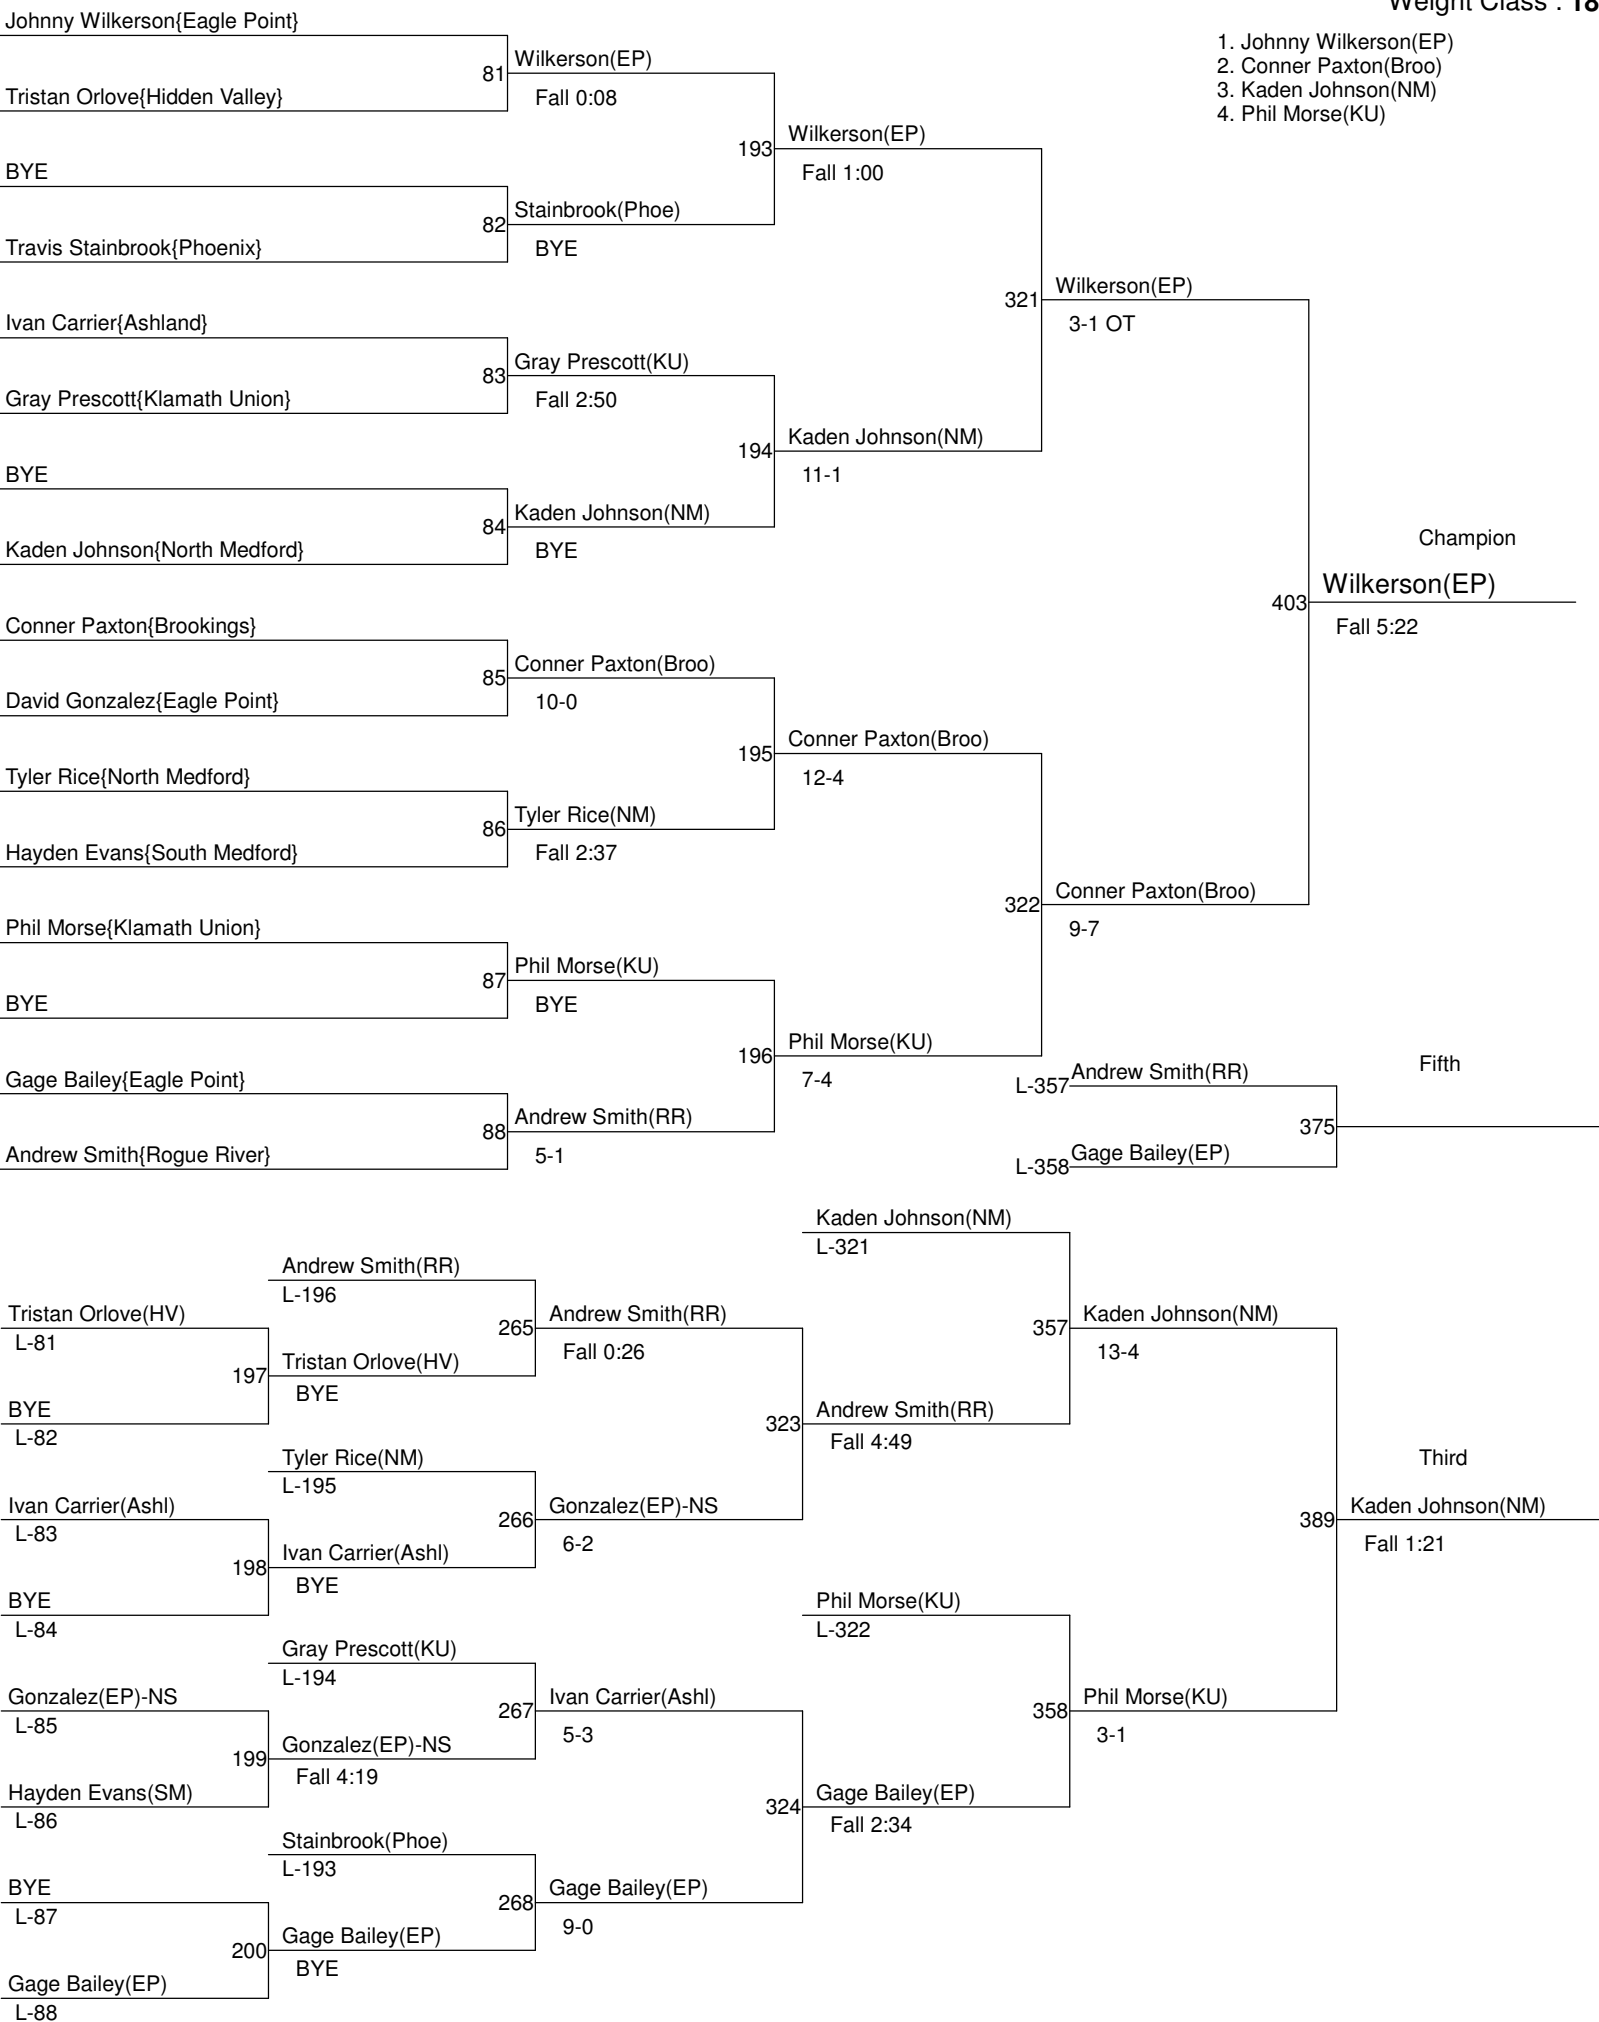 Weight Class : 18
1. Johnny Wilkerson(EP)
2. Conner Paxton(Broo)
3. Kaden Johnson(NM)
4. Phil Morse(KU)
Johnny Wilkerson{Eagle Point}
81
Tristan Orlove{Hidden Valley}
BYE
82
Travis Stainbrook{Phoenix}
Ivan Carrier{Ashland}
83
Gray Prescott{Klamath Union}
BYE
84
Kaden Johnson{North Medford}
Conner Paxton{Brookings}
85
David Gonzalez{Eagle Point}
Tyler Rice{North Medford}
86
Hayden Evans{South Medford}
Phil Morse{Klamath Union}
87
BYE
Gage Bailey{Eagle Point}
88
Andrew Smith{Rogue River}
Wilkerson(EP)
Fall 0:08
193
Stainbrook(Phoe)
BYE
Gray Prescott(KU)
Fall 2:50
194
Kaden Johnson(NM)
BYE
Conner Paxton(Broo)
10-0
195
Tyler Rice(NM)
Fall 2:37
Phil Morse(KU)
BYE
196
Andrew Smith(RR)
5-1
Wilkerson(EP)
Fall 1:00
321
Kaden Johnson(NM)
11-1
Conner Paxton(Broo)
12-4
322
Phil Morse(KU)
7-4
Wilkerson(EP)
3-1 OT
403
Conner Paxton(Broo)
9-7
Champion
Wilkerson(EP)
Fall 5:22
Fifth
L-357 Andrew Smith(RR)
375
L-358 Gage Bailey(EP)
Tristan Orlove(HV)
L-81
197
BYE
L-82
Ivan Carrier(Ashl)
L-83
198
BYE
L-84
Gonzalez(EP)-NS
L-85
199
Hayden Evans(SM)
L-86
BYE
L-87
200
Gage Bailey(EP)
L-88
Andrew Smith(RR)
L-196
265
Tristan Orlove(HV)
BYE
Tyler Rice(NM)
L-195
266
Ivan Carrier(Ashl)
BYE
Gray Prescott(KU)
L-194
267
Gonzalez(EP)-NS
Fall 4:19
Stainbrook(Phoe)
L-193
268
Gage Bailey(EP)
BYE
Andrew Smith(RR)
Fall 0:26
323
Gonzalez(EP)-NS
6-2
Ivan Carrier(Ashl)
5-3
324
Gage Bailey(EP)
9-0
Kaden Johnson(NM)
L-321
357
Andrew Smith(RR)
Fall 4:49
Phil Morse(KU)
L-322
358
Gage Bailey(EP)
Fall 2:34
Kaden Johnson(NM)
13-4
389
Phil Morse(KU)
3-1
Third
Kaden Johnson(NM)
Fall 1:21